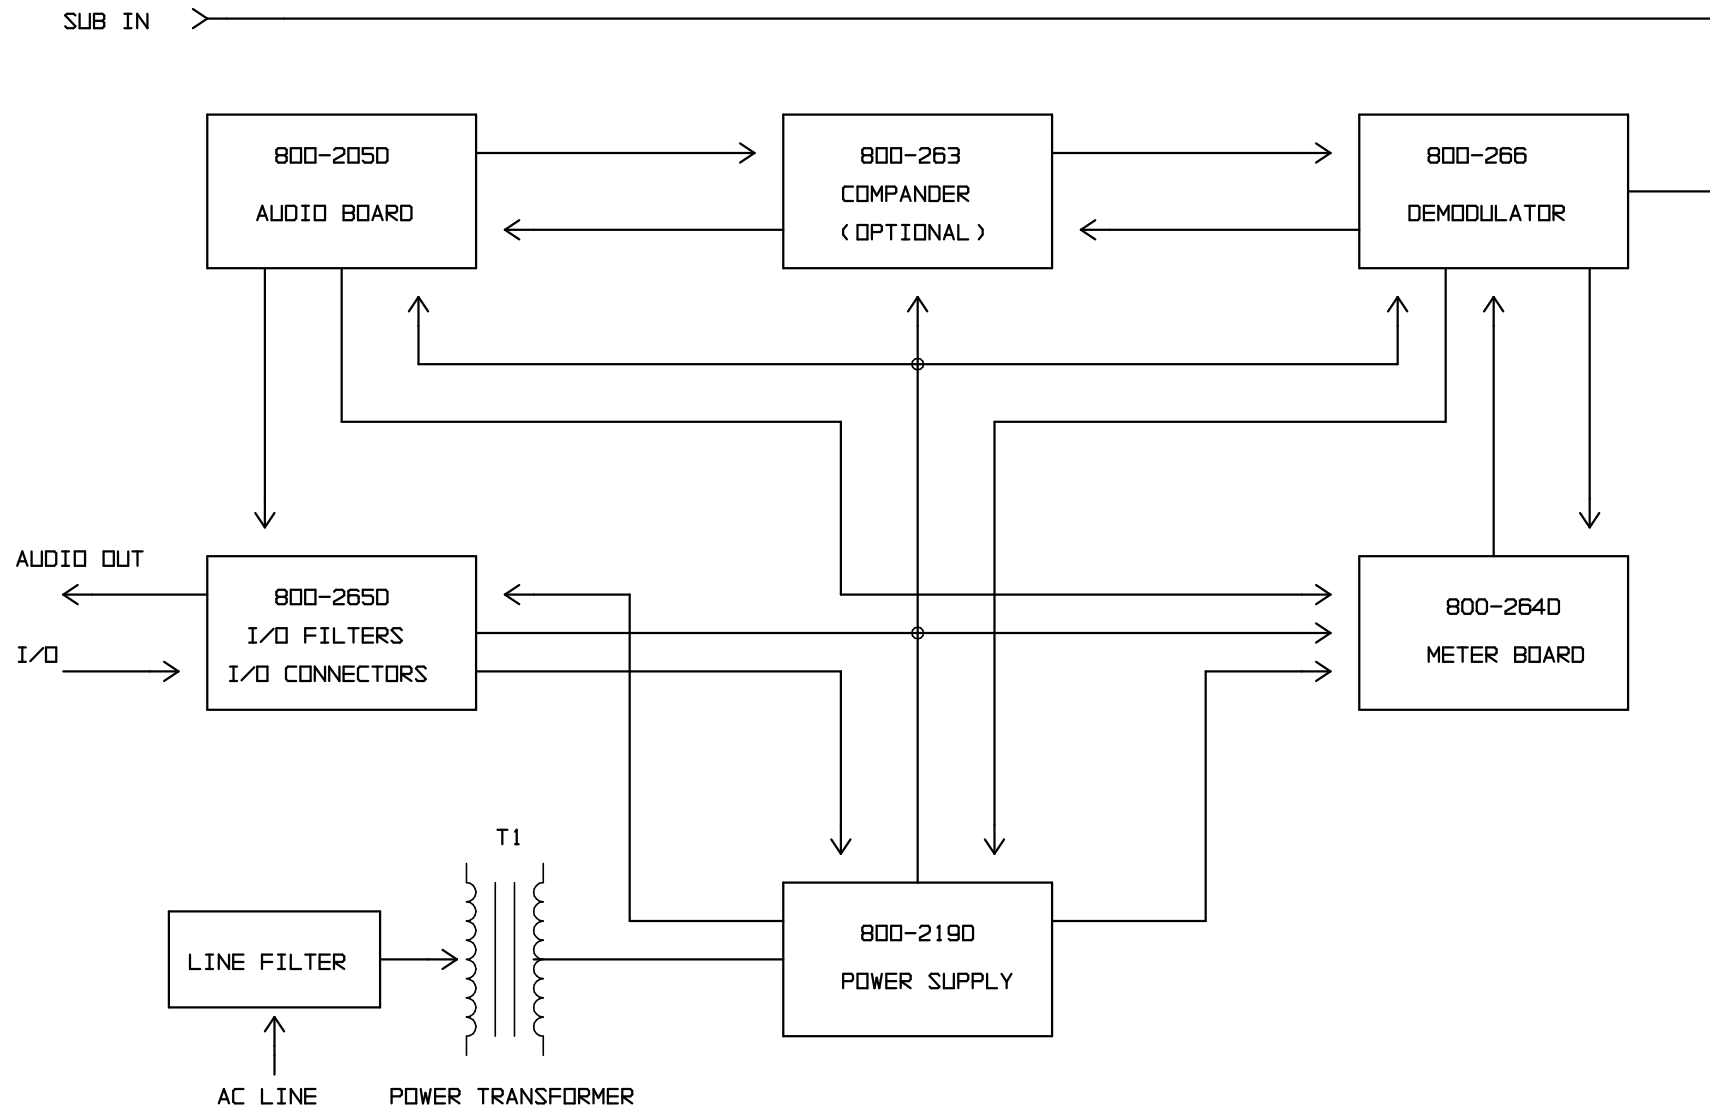 SUB IN
800-205D
AUDIO BOARD
800-263
COMPANDER
(OPTIONAL)
800-266
DEMODULATOR
AUDIO OUT
I/O
800-265D
I/O FILTERS
I/O CONNECTORS
800-264D
METER BOARD
T1
LINE FILTER
800-219D
POWER SUPPLY
AC LINE
POWER TRANSFORMER